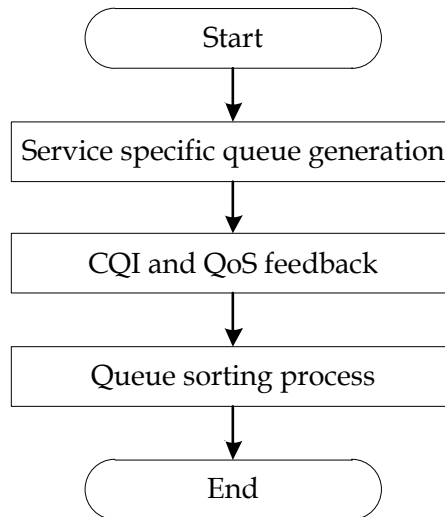 Start
Service specific queue generation
CQI and QoS feedback
Queue sorting process
End